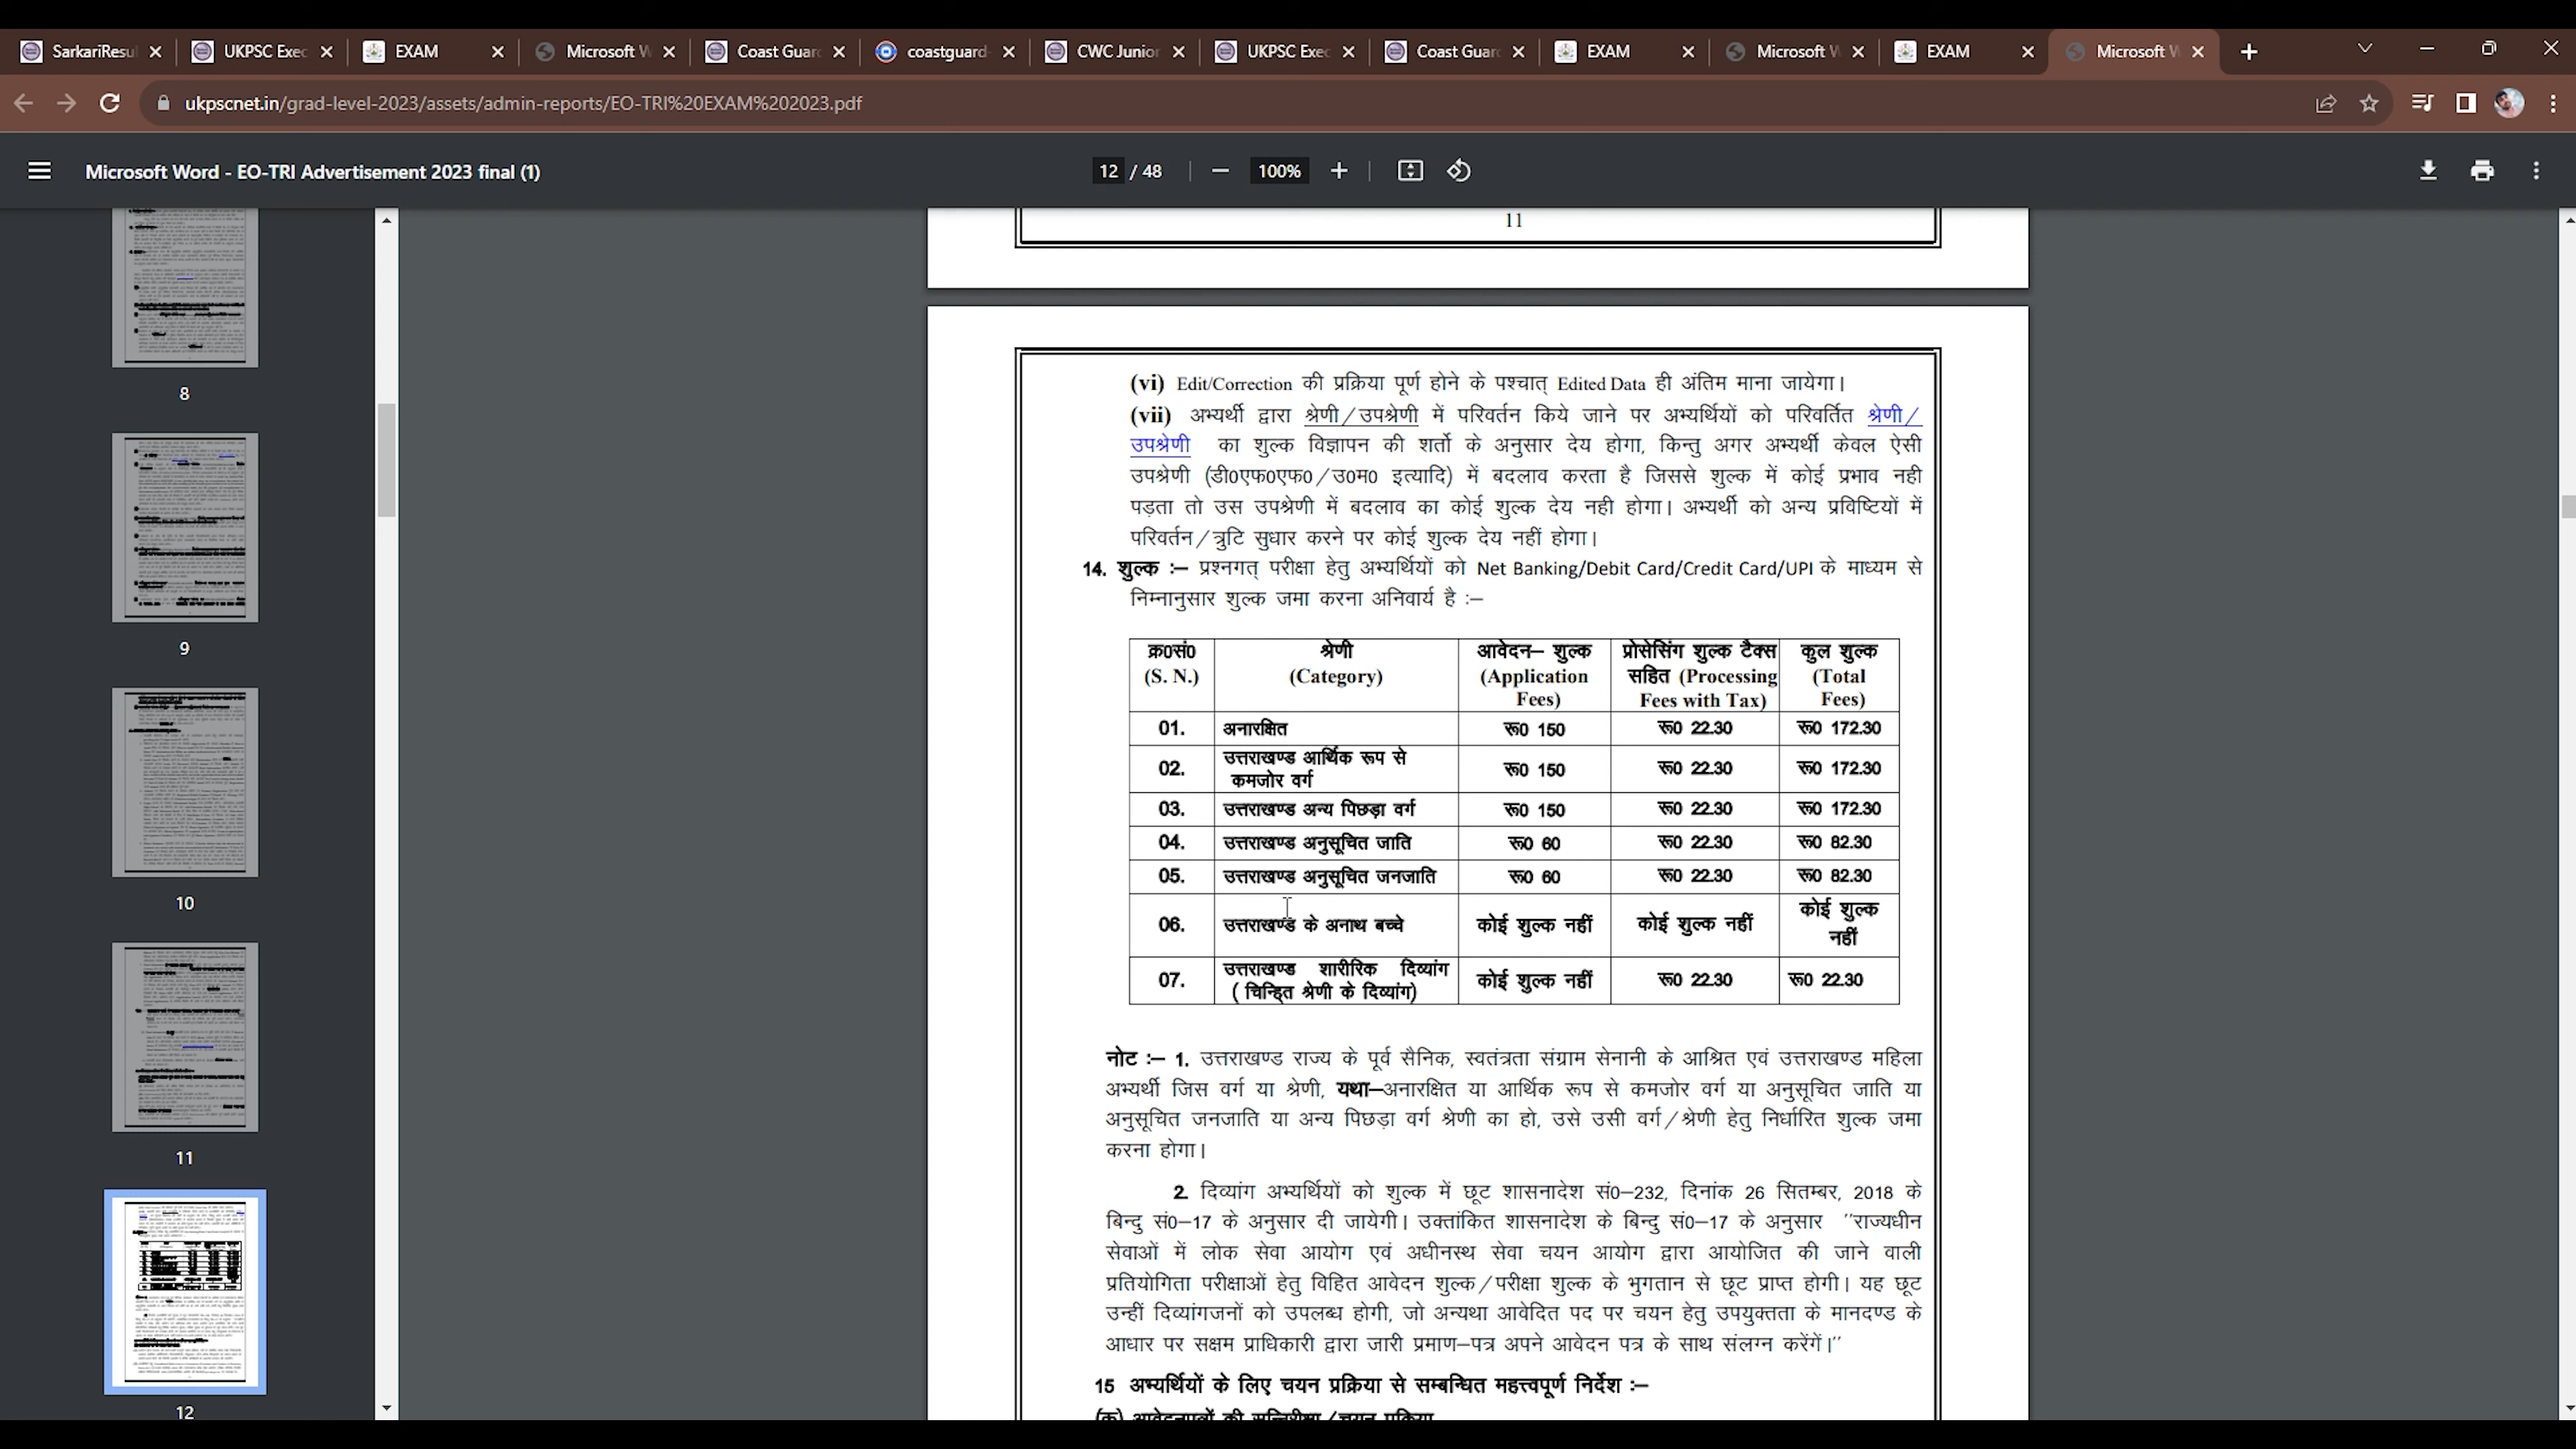 SarkariResu
UKPSC Exec
EXAM
Microsoft W
Coast Guar
coastguard-
CWC Junior
UKPSC Exec
Coast Guar
EXAM
Microsoft W
EXAM
Microsoft W
ukpscnet.in/grad-level-2023/assets/admin-reports/EO-TRI%20EXAM%202023.pdf
Microsoft Word - EO-TRI Advertisement 2023 final (1)
12 / 48
100%
8
9
10
11
12
11
(vi) Edit/Correction की प्रक्रिया पूर्ण होने के पश्चात् Edited Data ही अंतिम माना जायेगा।
(vii) अभ्यर्थी द्वारा श्रेणी/उपश्रेणी में परिवर्तन किये जाने पर अभ्यर्थियों को परिवर्तित श्रेणी/
उपश्रेणी का शुल्क विज्ञापन की शर्तो के अनुसार देय होगा, किन्तु अगर अभ्यर्थी केवल ऐसी
उपश्रेणी (डी0एफ0एफ0/उ0म0 इत्यादि) में बदलाव करता है जिससे शुल्क में कोई प्रभाव नही
पड़ता तो उस उपश्रेणी में बदलाव का कोई शुल्क देय नही होगा। अभ्यर्थी को अन्य प्रविष्टियों में
परिवर्तन/त्रुटि सुधार करने पर कोई शुल्क देय नहीं होगा।
14. शुल्क :– प्रश्नगत् परीक्षा हेतु अभ्यर्थियों को Net Banking/Debit Card/Credit Card/UPI के माध्यम से
निम्नानुसार शुल्क जमा करना अनिवार्य है :–
क्र0सं0 (S. N.) श्रेणी (Category) आवेदन– शुल्क (Application Fees) प्रोसेसिंग शुल्क टैक्स सहित (Processing Fees with Tax) कुल शुल्क (Total Fees)
01. अनारक्षित रू0 150 रू0 22.30 रू0 172.30
02. उत्तराखण्ड आर्थिक रूप से कमजोर वर्ग रू0 150 रू0 22.30 रू0 172.30
03. उत्तराखण्ड अन्य पिछड़ा वर्ग रू0 150 रू0 22.30 रू0 172.30
04. उत्तराखण्ड अनुसूचित जाति रू0 60 रू0 22.30 रू0 82.30
05. उत्तराखण्ड अनुसूचित जनजाति रू0 60 रू0 22.30 रू0 82.30
06. उत्तराखण्ड के अनाथ बच्चे कोई शुल्क नहीं कोई शुल्क नहीं कोई शुल्क नहीं
07. उत्तराखण्ड शारीरिक दिव्यांग ( चिन्ह्ति श्रेणी के दिव्यांग) कोई शुल्क नहीं रू0 22.30 रू0 22.30
नोट :– 1. उत्तराखण्ड राज्य के पूर्व सैनिक, स्वतंत्रता संग्राम सेनानी के आश्रित एवं उत्तराखण्ड महिला
अभ्यर्थी जिस वर्ग या श्रेणी, यथा–अनारक्षित या आर्थिक रूप से कमजोर वर्ग या अनुसूचित जाति या
अनुसूचित जनजाति या अन्य पिछड़ा वर्ग श्रेणी का हो, उसे उसी वर्ग/श्रेणी हेतु निर्धारित शुल्क जमा
करना होगा।
2. दिव्यांग अभ्यर्थियों को शुल्क में छूट शासनादेश सं0–232, दिनांक 26 सितम्बर, 2018 के
बिन्दु सं0–17 के अनुसार दी जायेगी। उक्तांकित शासनादेश के बिन्दु सं0–17 के अनुसार ''राज्यधीन
सेवाओं में लोक सेवा आयोग एवं अधीनस्थ सेवा चयन आयोग द्वारा आयोजित की जाने वाली
प्रतियोगिता परीक्षाओं हेतु विहित आवेदन शुल्क/परीक्षा शुल्क के भुगतान से छूट प्राप्त होगी। यह छूट
उन्हीं दिव्यांगजनों को उपलब्ध होगी, जो अन्यथा आवेदित पद पर चयन हेतु उपयुक्तता के मानदण्ड के
आधार पर सक्षम प्राधिकारी द्वारा जारी प्रमाण–पत्र अपने आवेदन पत्र के साथ संलग्न करेंगें।''
15 अभ्यर्थियों के लिए चयन प्रक्रिया से सम्बन्धित महत्त्वपूर्ण निर्देश :–